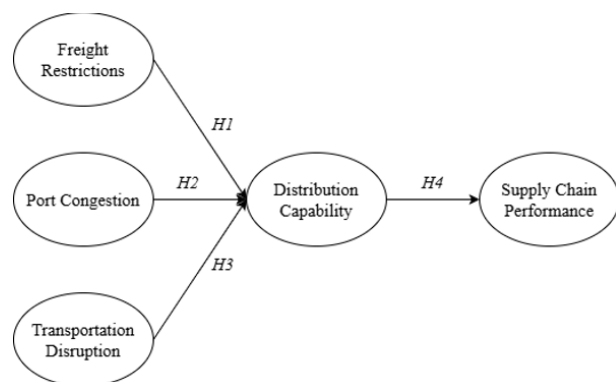 Freight
Restrictions
H1
Port Congestion
H2
Distribution
Capability
H4
Supply Chain
Performance
H3
Transportation
Disruption